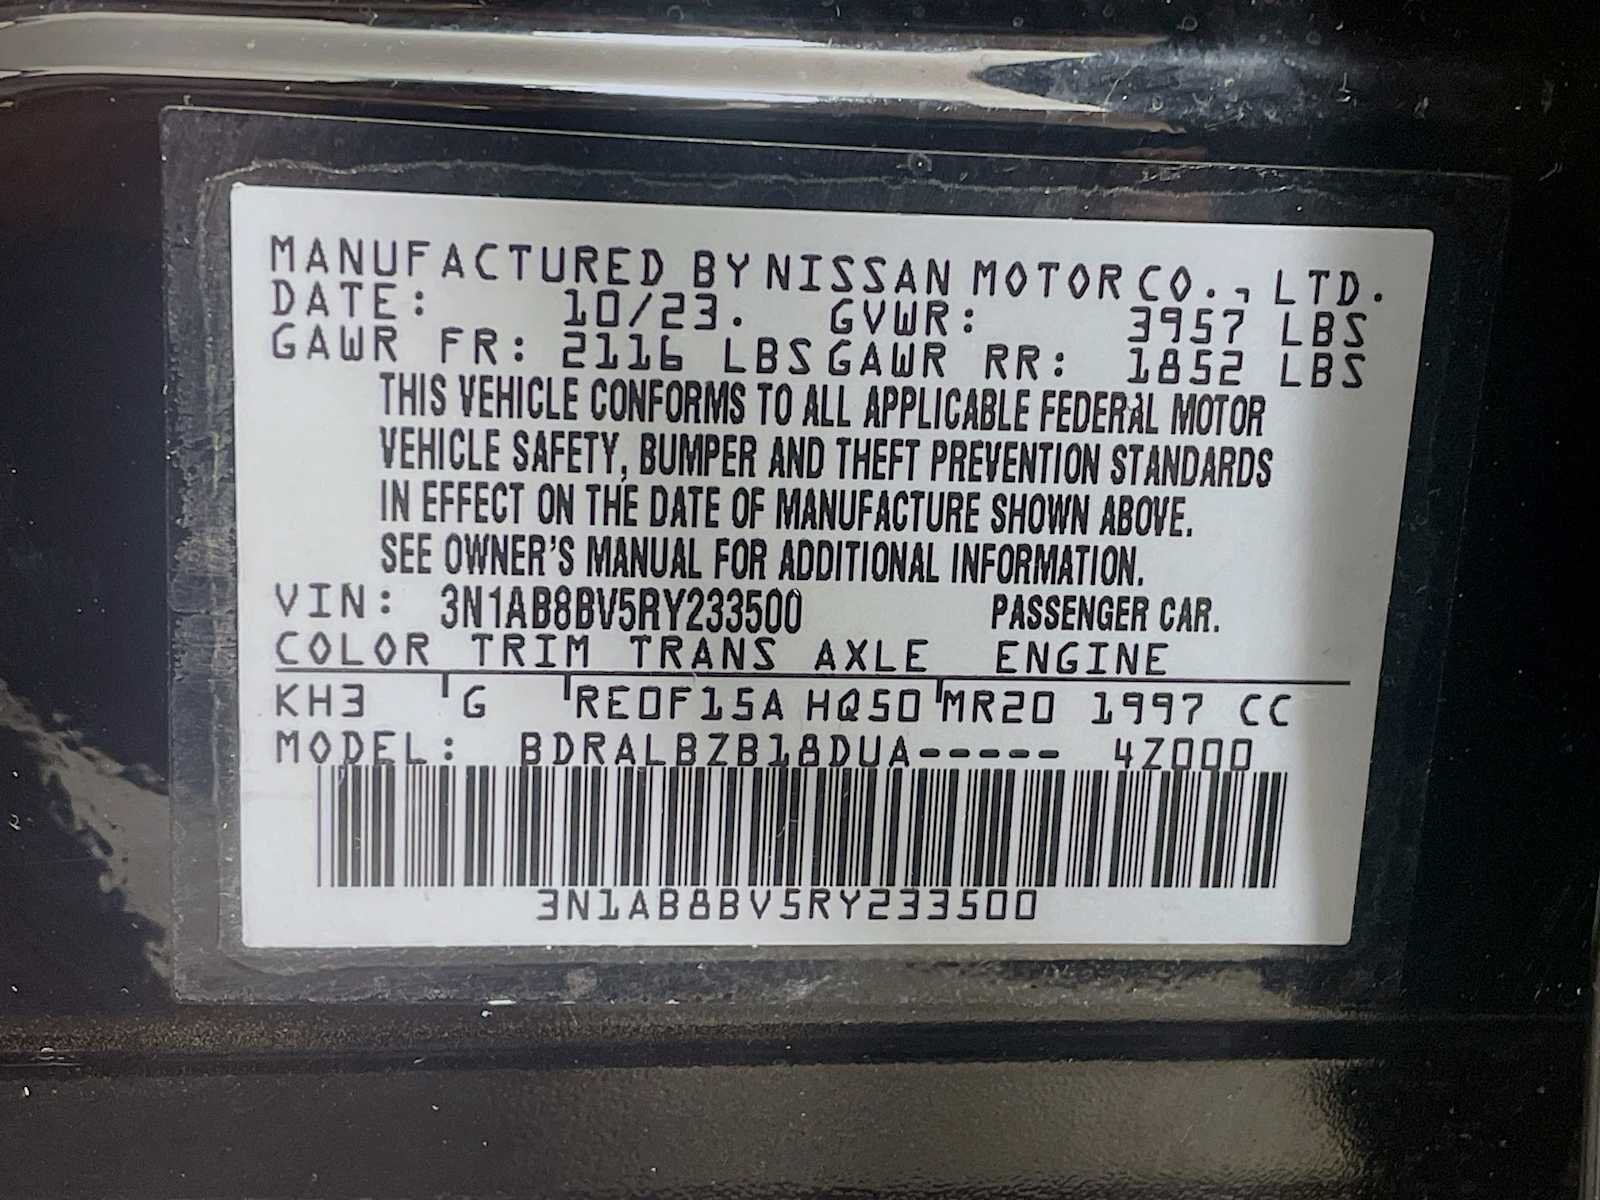 MANUFACTURED BY NISSAN MOTOR CO., LTD.
DATE: 10/23. GVWR: 3957 LBS
GAWR FR: 2116 LBS GAWR RR: 1852 LBS
THIS VEHICLE CONFORMS TO ALL APPLICABLE FEDERAL MOTOR
VEHICLE SAFETY, BUMPER AND THEFT PREVENTION STANDARDS
IN EFFECT ON THE DATE OF MANUFACTURE SHOWN ABOVE.
SEE OWNER'S MANUAL FOR ADDITIONAL INFORMATION.
VIN: 3N1AB8BV5RY233500 PASSENGER CAR.
COLOR TRIM TRANS AXLE ENGINE
KH3 G RE0F15A HQ50 MR20 1997 CC
MODEL: BDRALBZB18DUA----- 4Z000
3N1AB8BV5RY233500